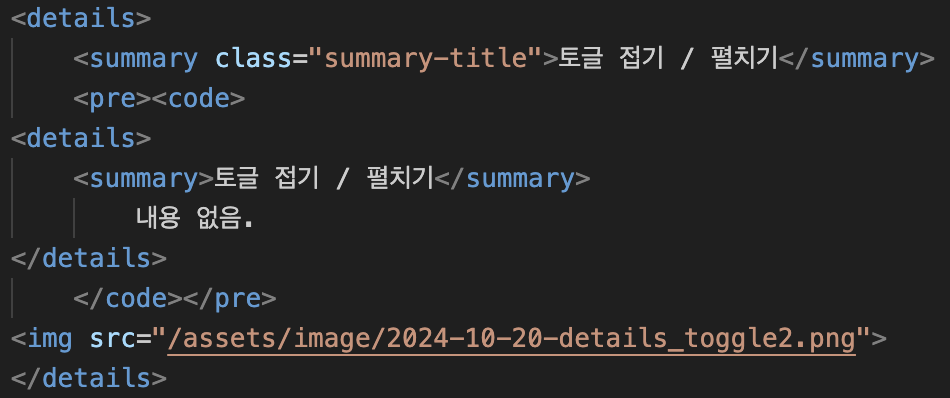 <details>
    <summary class="summary-title">토글 접기 / 펼치기</summary>
    <pre><code>
<details>
    <summary>토글 접기 / 펼치기</summary>
        내용 없음.
</details>
    </code></pre>
<img src="/assets/image/2024-10-20-details_toggle2.png">
</details>